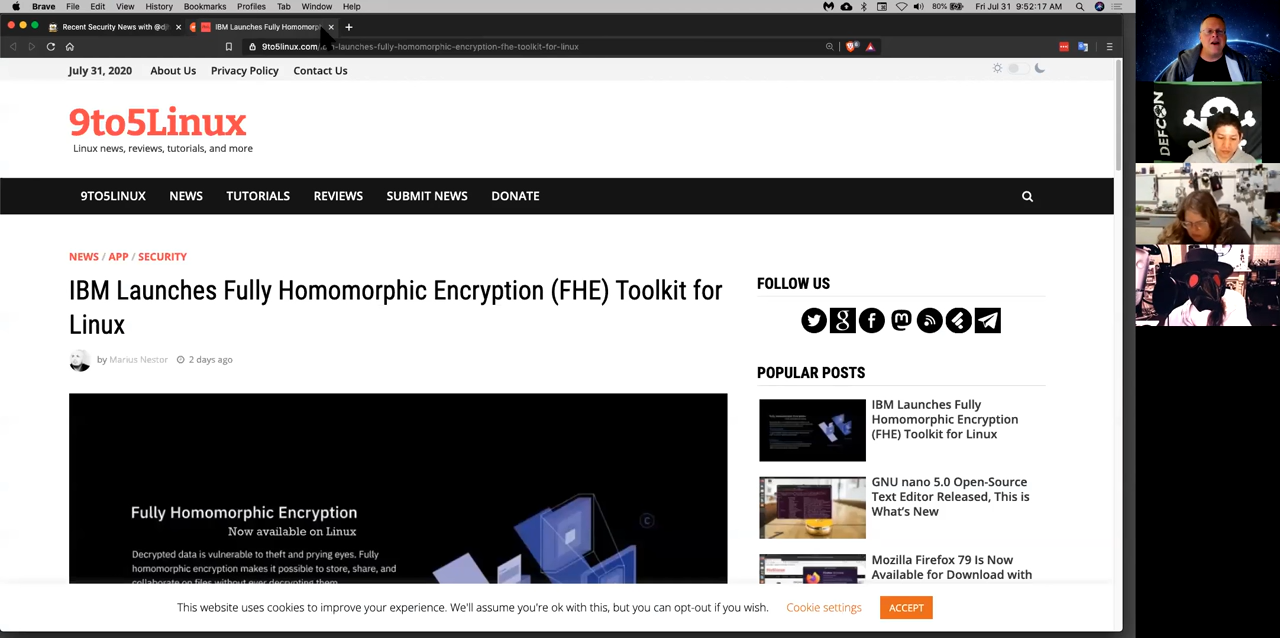 Brave File Edit View History Bookmarks Profiles Tab Window Help
80% Fri Jul 31 9:52:17 AM
Recent Security News with @dj
IBM Launches Fully Homomorp
9to5linux.com
-launches-fully-homomorphic-encryption-fhe-toolkit-for-linux
July 31, 2020 About Us Privacy Policy Contact Us
9to5Linux
Linux news, reviews, tutorials, and more
9TO5LINUX NEWS TUTORIALS REVIEWS SUBMIT NEWS DONATE
NEWS / APP / SECURITY
IBM Launches Fully Homomorphic Encryption (FHE) Toolkit for
Linux
by Marius Nestor 2 days ago
Fully Homomorphic Encryption
Now available on Linux
Decrypted data is vulnerable to theft and prying eyes. Fully
homomorphic encryption makes it possible to store, share, and
collaborate on files without ever decrypting them.
C
FOLLOW US
POPULAR POSTS
IBM Launches Fully
Homomorphic Encryption
(FHE) Toolkit for Linux
GNU nano 5.0 Open-Source
Text Editor Released, This is
What's New
Mozilla Firefox 79 Is Now
Available for Download with
This website uses cookies to improve your experience. We'll assume you're ok with this, but you can opt-out if you wish. Cookie settings ACCEPT
DEFCON